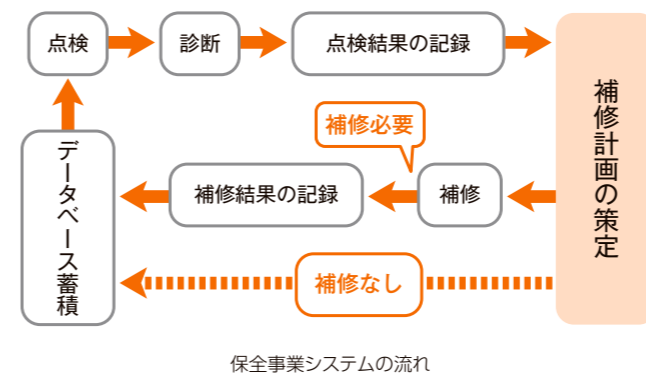 点検
診断
点検結果の記録
補修計画の策定
補修必要
補修
補修結果の記録
データベース蓄積
補修なし
保全事業システムの流れ